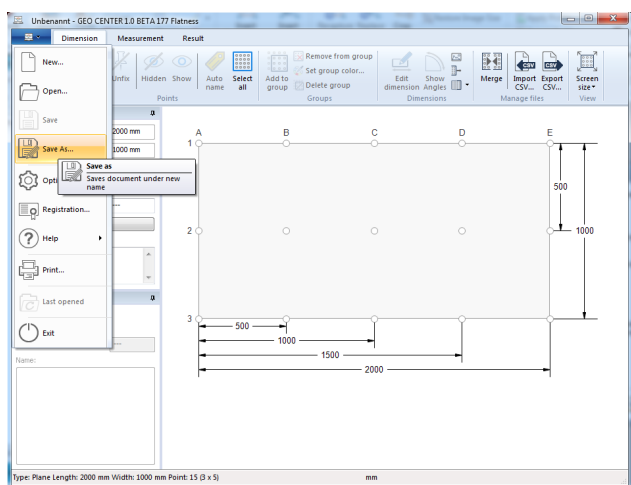 Unbenannt - GEO CENTER 1.0 BETA 177 Flatness
Dimension Measurement Result
New...
Open...
Save
Save As...
Registration...
Help
Print...
Last opened
Exit
Save as
Saves document under new
name
Unfix Hidden Show Auto name Select all
Points
Add to group
Remove from group
Set group color...
Delete group
Groups
Edit dimension Show Angles
Dimensions
Merge Import CSV... Export CSV...
Manage files
Screen size
View
2000 mm
1000 mm
---
Name:
A B C D E
1
2
3
500
1000
500
1000
1500
2000
Type: Plane Length: 2000 mm Width: 1000 mm Point: 15 (3 x 5)
mm